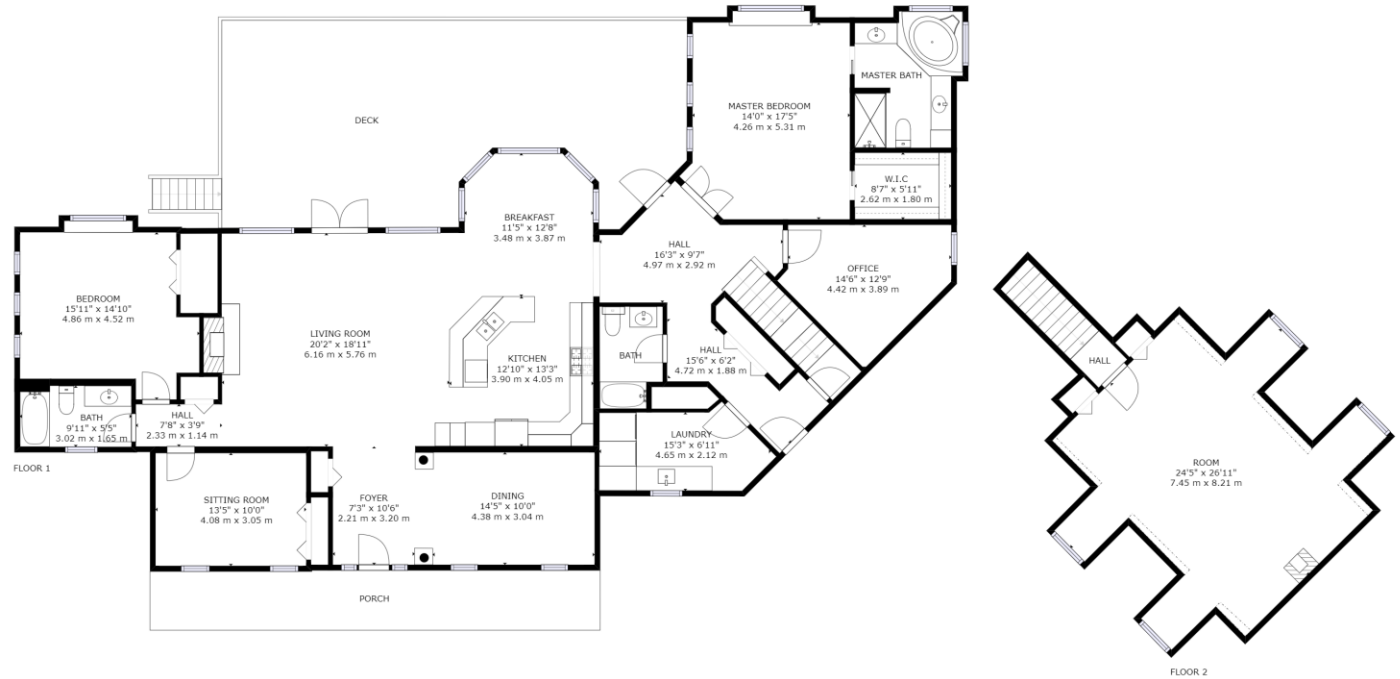 DECK
MASTER BEDROOM
14'0" x 17'5"
4.26 m x 5.31 m
MASTER BATH
W.I.C
8'7" x 5'11"
2.62 m x 1.80 m
BREAKFAST
11'5" x 12'8"
3.48 m x 3.87 m
HALL
16'3" x 9'7"
4.97 m x 2.92 m
OFFICE
14'6" x 12'9"
4.42 m x 3.89 m
BEDROOM
15'11" x 14'10"
4.86 m x 4.52 m
LIVING ROOM
20'2" x 18'11"
6.16 m x 5.76 m
KITCHEN
12'10" x 13'3"
3.90 m x 4.05 m
BATH
HALL
15'6" x 6'2"
4.72 m x 1.88 m
BATH
9'11" x 5'5"
3.02 m x 1.65 m
HALL
7'8" x 3'9"
2.33 m x 1.14 m
LAUNDRY
15'3" x 6'11"
4.65 m x 2.12 m
FLOOR 1
SITTING ROOM
13'5" x 10'0"
4.08 m x 3.05 m
FOYER
7'3" x 10'6"
2.21 m x 3.20 m
DINING
14'5" x 10'0"
4.38 m x 3.04 m
PORCH
HALL
ROOM
24'5" x 26'11"
7.45 m x 8.21 m
FLOOR 2